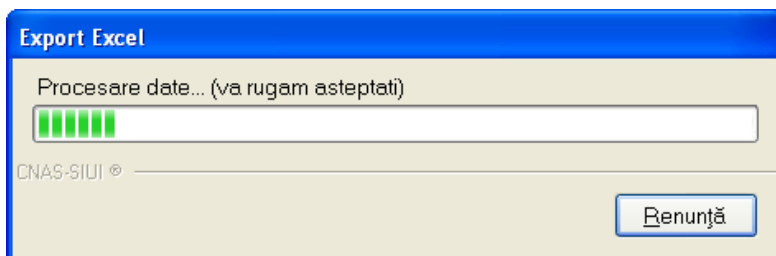 Export Excel
Procesare date... (va rugam asteptati)
CNAS-SIUI ®
Renunţă